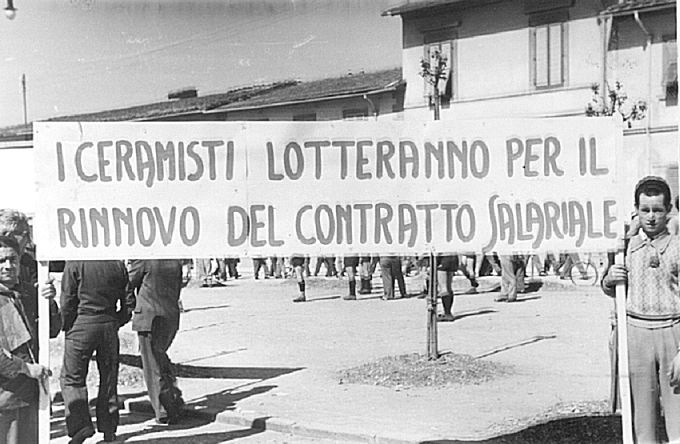 I CERAMISTI LOTTERANNO PER IL
RINNOVO DEL CONTRATTO SALARIALE